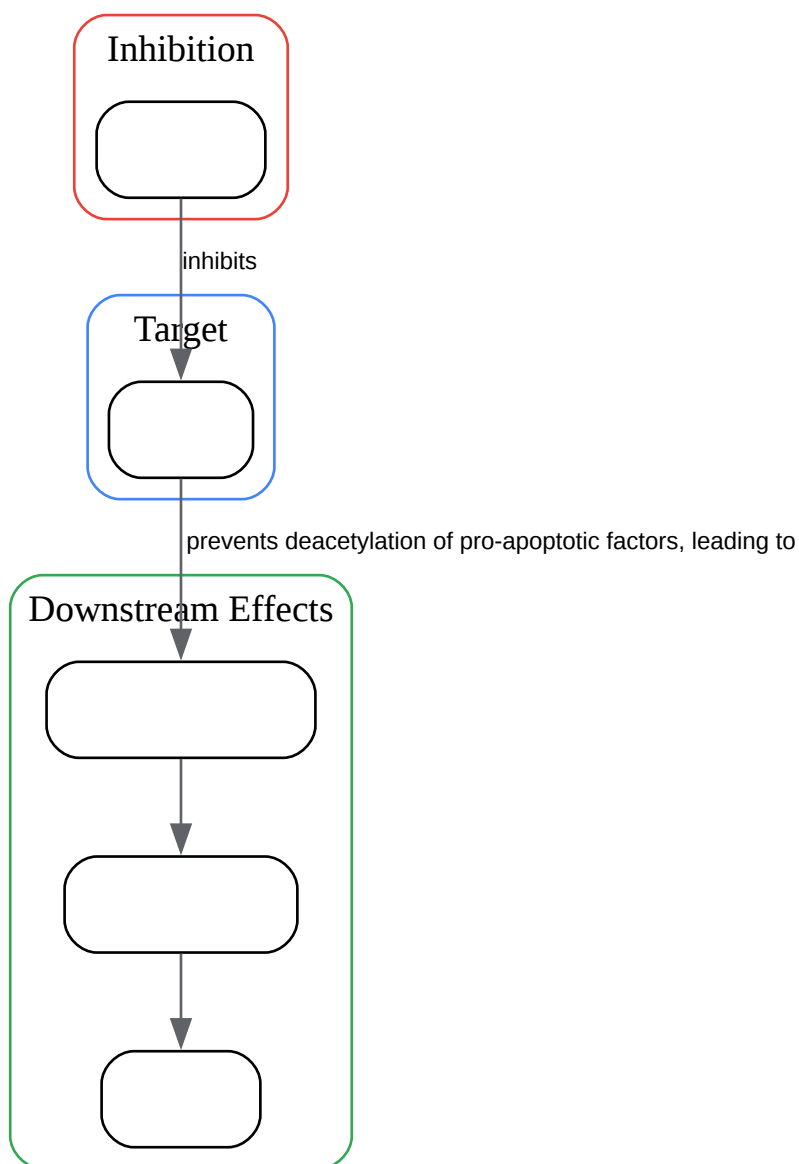 Inhibition
inhibits
Target
prevents deacetylation of pro-apoptotic factors, leading to
Downstream Effects